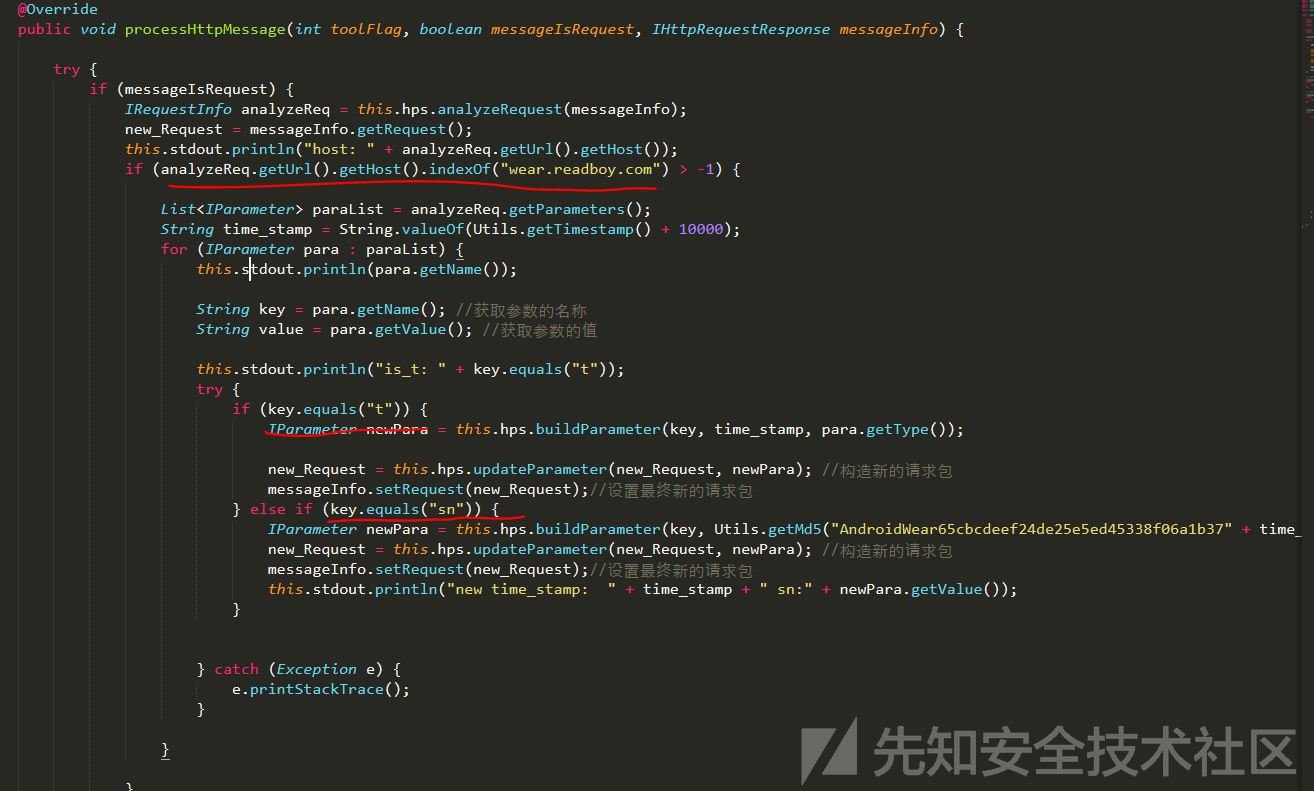 @Override
public void processHttpMessage(int toolFlag, boolean messageIsRequest, IHttpRequestResponse messageInfo) {
try {
if (messageIsRequest) {
IRequestInfo analyzeReq = this.hps.analyzeRequest(messageInfo);
new_Request = messageInfo.getRequest();
this.stdout.println("host: " + analyzeReq.getUrl().getHost());
if (analyzeReq.getUrl().getHost().indexOf("wear.readboy.com") > -1) {
List<IParameter> paraList = analyzeReq.getParameters();
String time_stamp = String.valueOf(Utils.getTimestamp() + 10000);
for (IParameter para : paraList) {
this.stdout.println(para.getName());
String key = para.getName(); //获取参数的名称
String value = para.getValue(); //获取参数的值
this.stdout.println("is_t: " + key.equals("t"));
try {
if (key.equals("t")) {
IParameter newPara = this.hps.buildParameter(key, time_stamp, para.getType());
new_Request = this.hps.updateParameter(new_Request, newPara); //构造新的请求包
messageInfo.setRequest(new_Request);//设置最终新的请求包
} else if (key.equals("sn")) {
IParameter newPara = this.hps.buildParameter(key, Utils.getMd5("AndroidWear65cbcdeef24de25e5ed45338f06a1b37" + time_
new_Request = this.hps.updateParameter(new_Request, newPara); //构造新的请求包
messageInfo.setRequest(new_Request);//设置最终新的请求包
this.stdout.println("new time_stamp:  " + time_stamp + " sn:" + newPara.getValue());
}
} catch (Exception e) {
e.printStackTrace();
}
}
}
先知安全技术社区